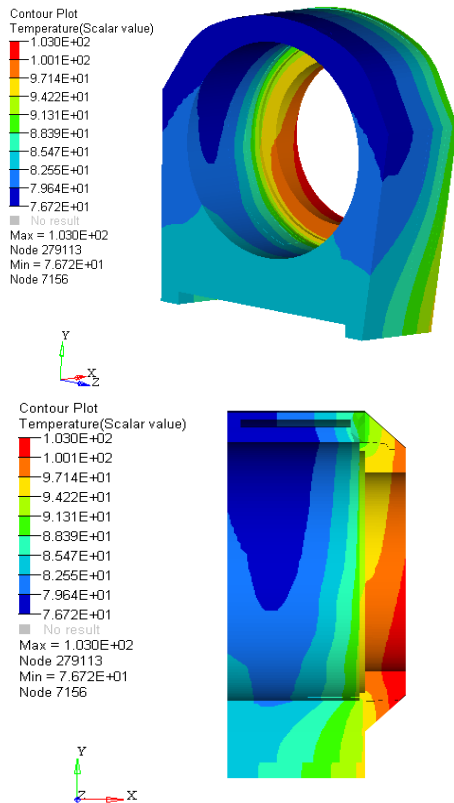 Contour Plot
Temperature(Scalar value)
1.030E+02
1.001E+02
9.714E+01
9.422E+01
9.131E+01
8.839E+01
8.547E+01
8.255E+01
7.964E+01
7.672E+01
No result
Max = 1.030E+02
Node 279113
Min = 7.672E+01
Node 7156
Y
X
Z
Contour Plot
Temperature(Scalar value)
1.030E+02
1.001E+02
9.714E+01
9.422E+01
9.131E+01
8.839E+01
8.547E+01
8.255E+01
7.964E+01
7.672E+01
No result
Max = 1.030E+02
Node 279113
Min = 7.672E+01
Node 7156
Y
Z X